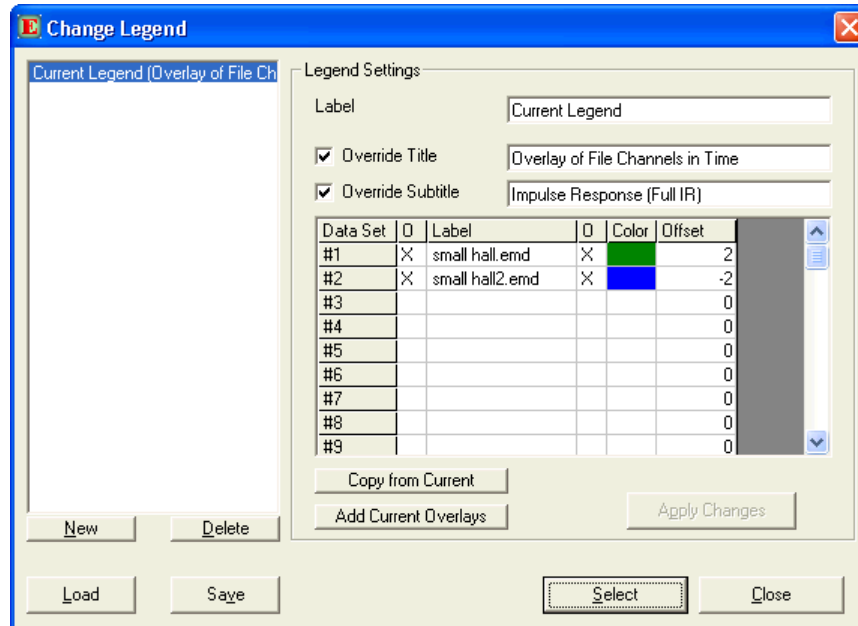 E Change Legend
Current Legend (Overlay of File Ch
Legend Settings
Label Current Legend
Override Title Overlay of File Channels in Time
Override Subtitle Impulse Response (Full IR)
Data Set O Label O Color Offset
#1 X small hall.emd X 2
#2 X small hall2.emd X -2
#3 0
#4 0
#5 0
#6 0
#7 0
#8 0
#9 0
Copy from Current
Add Current Overlays
Apply Changes
New Delete
Load Save Select Close